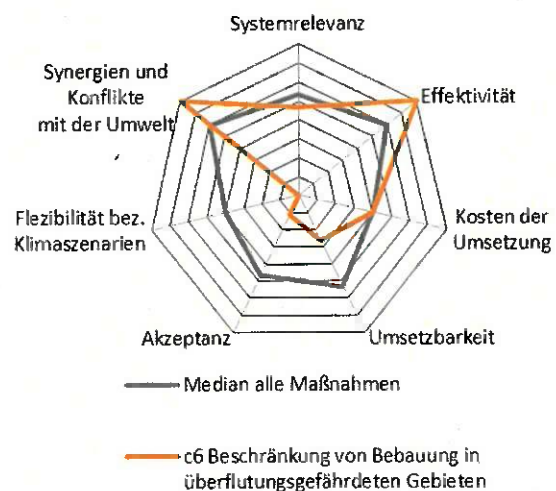 Systemrelevanz
Synergien und
Konflikte
mit der Umwelt
Effektivität
Flezibilität bez.
Klimaszenarien
Kosten der
Umsetzung
Akzeptanz
Umsetzbarkeit
Median alle Maßnahmen
c6 Beschränkung von Bebauung in
überflutungsgefährdeten Gebieten